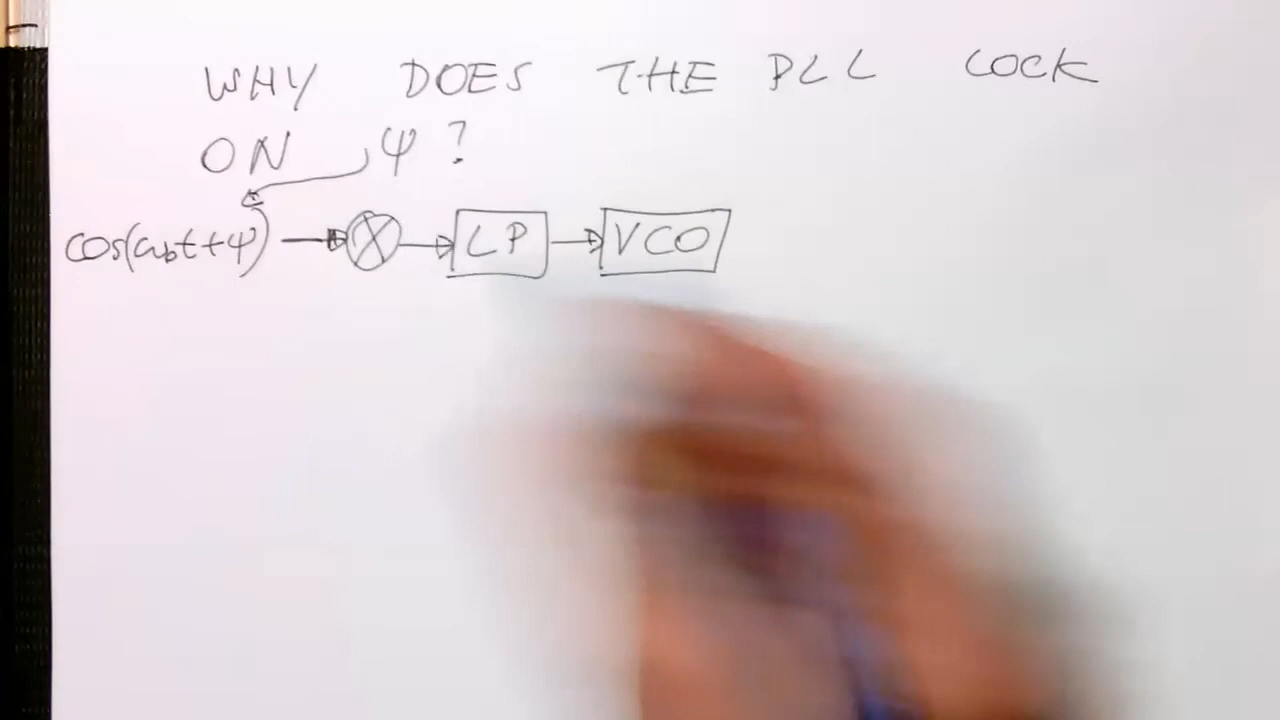 WHY DOES THE PLL LOCK
ON ψ?
cos(ω₀t+ψ) → ⊗ → LP → VCO